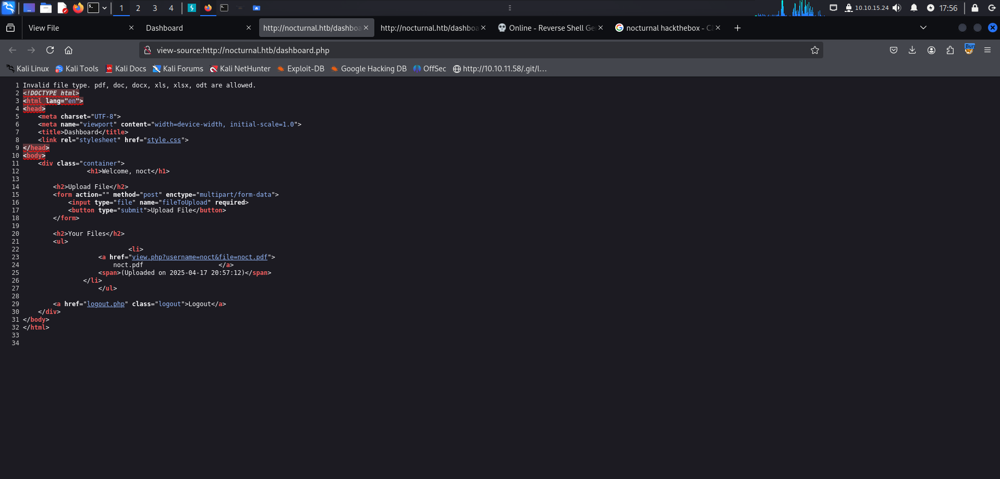 1 2 3 4 10.10.15.24 17:56
View File Dashboard http://nocturnal.htb/dashboa http://nocturnal.htb/dashboa Online - Reverse Shell Ge nocturnal hackthebox - Că
view-source:http://nocturnal.htb/dashboard.php
Kali Linux Kali Tools Kali Docs Kali Forums Kali NetHunter Exploit-DB Google Hacking DB OffSec http://10.10.11.58/.git/l...
1 Invalid file type. pdf, doc, docx, xls, xlsx, odt are allowed.
2 <!DOCTYPE html>
3 <html lang="en">
4 <head>
5     <meta charset="UTF-8">
6     <meta name="viewport" content="width=device-width, initial-scale=1.0">
7     <title>Dashboard</title>
8     <link rel="stylesheet" href="style.css">
9 </head>
10 <body>
11     <div class="container">
12                  <h1>Welcome, noct</h1>
13
14         <h2>Upload File</h2>
15         <form action="" method="post" enctype="multipart/form-data">
16             <input type="file" name="fileToUpload" required>
17             <button type="submit">Upload File</button>
18         </form>
19
20         <h2>Your Files</h2>
21         <ul>
22                             <li>
23                     <a href="view.php?username=noct&file=noct.pdf">
24                         noct.pdf                    </a>
25                     <span>(Uploaded on 2025-04-17 20:57:12)</span>
26                 </li>
27                     </ul>
28
29         <a href="logout.php" class="logout">Logout</a>
30     </div>
31 </body>
32 </html>
33
34